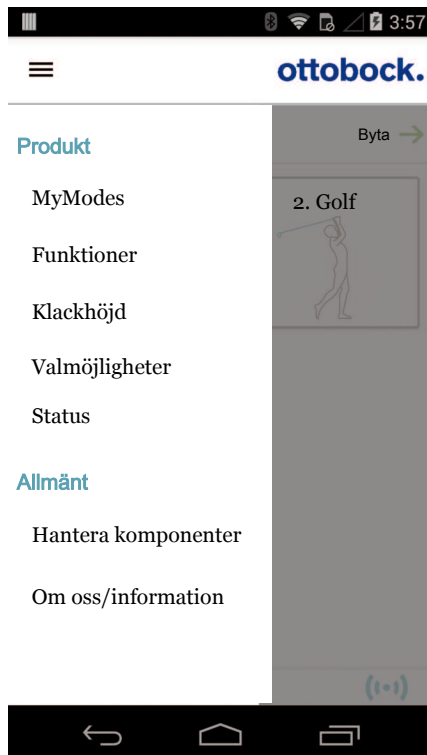 3:57
ottobock.
Produkt
Byta
MyModes
2. Golf
Funktioner
Klackhöjd
Valmöjligheter
Status
Allmänt
Hantera komponenter
Om oss/information